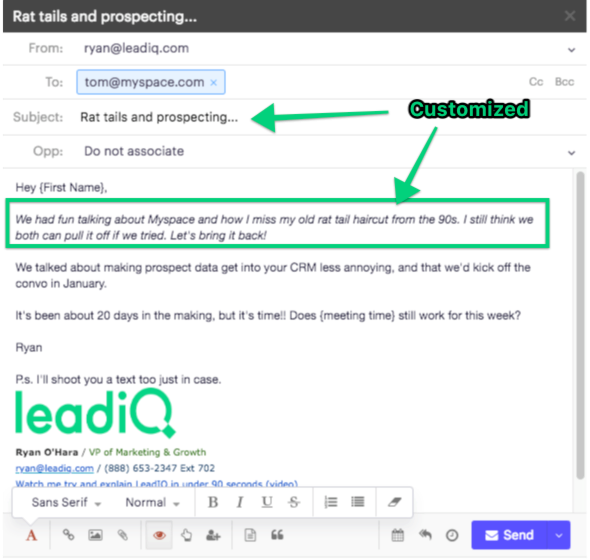 Rat tails and prospecting...
From: ryan@leadiq.com
To: tom@myspace.com × Cc Bcc
Subject: Rat tails and prospecting...
Customized
Opp: Do not associate
Hey {First Name},
We had fun talking about Myspace and how I miss my old rat tail haircut from the 90s. I still think we
both can pull it off if we tried. Let's bring it back!
We talked about making prospect data get into your CRM less annoying, and that we'd kick off the
convo in January.
It's been about 20 days in the making, but it's time!! Does {meeting time} still work for this week?
Ryan
P.s. I'll shoot you a text too just in case.
leadiQ
Ryan O'Hara / VP of Marketing & Growth
ryan@leadiq.com / (888) 653-2347 Ext 702
Watch me try and explain LeadIQ in under 90 seconds (video)
Sans Serif Normal B I U S
A Send